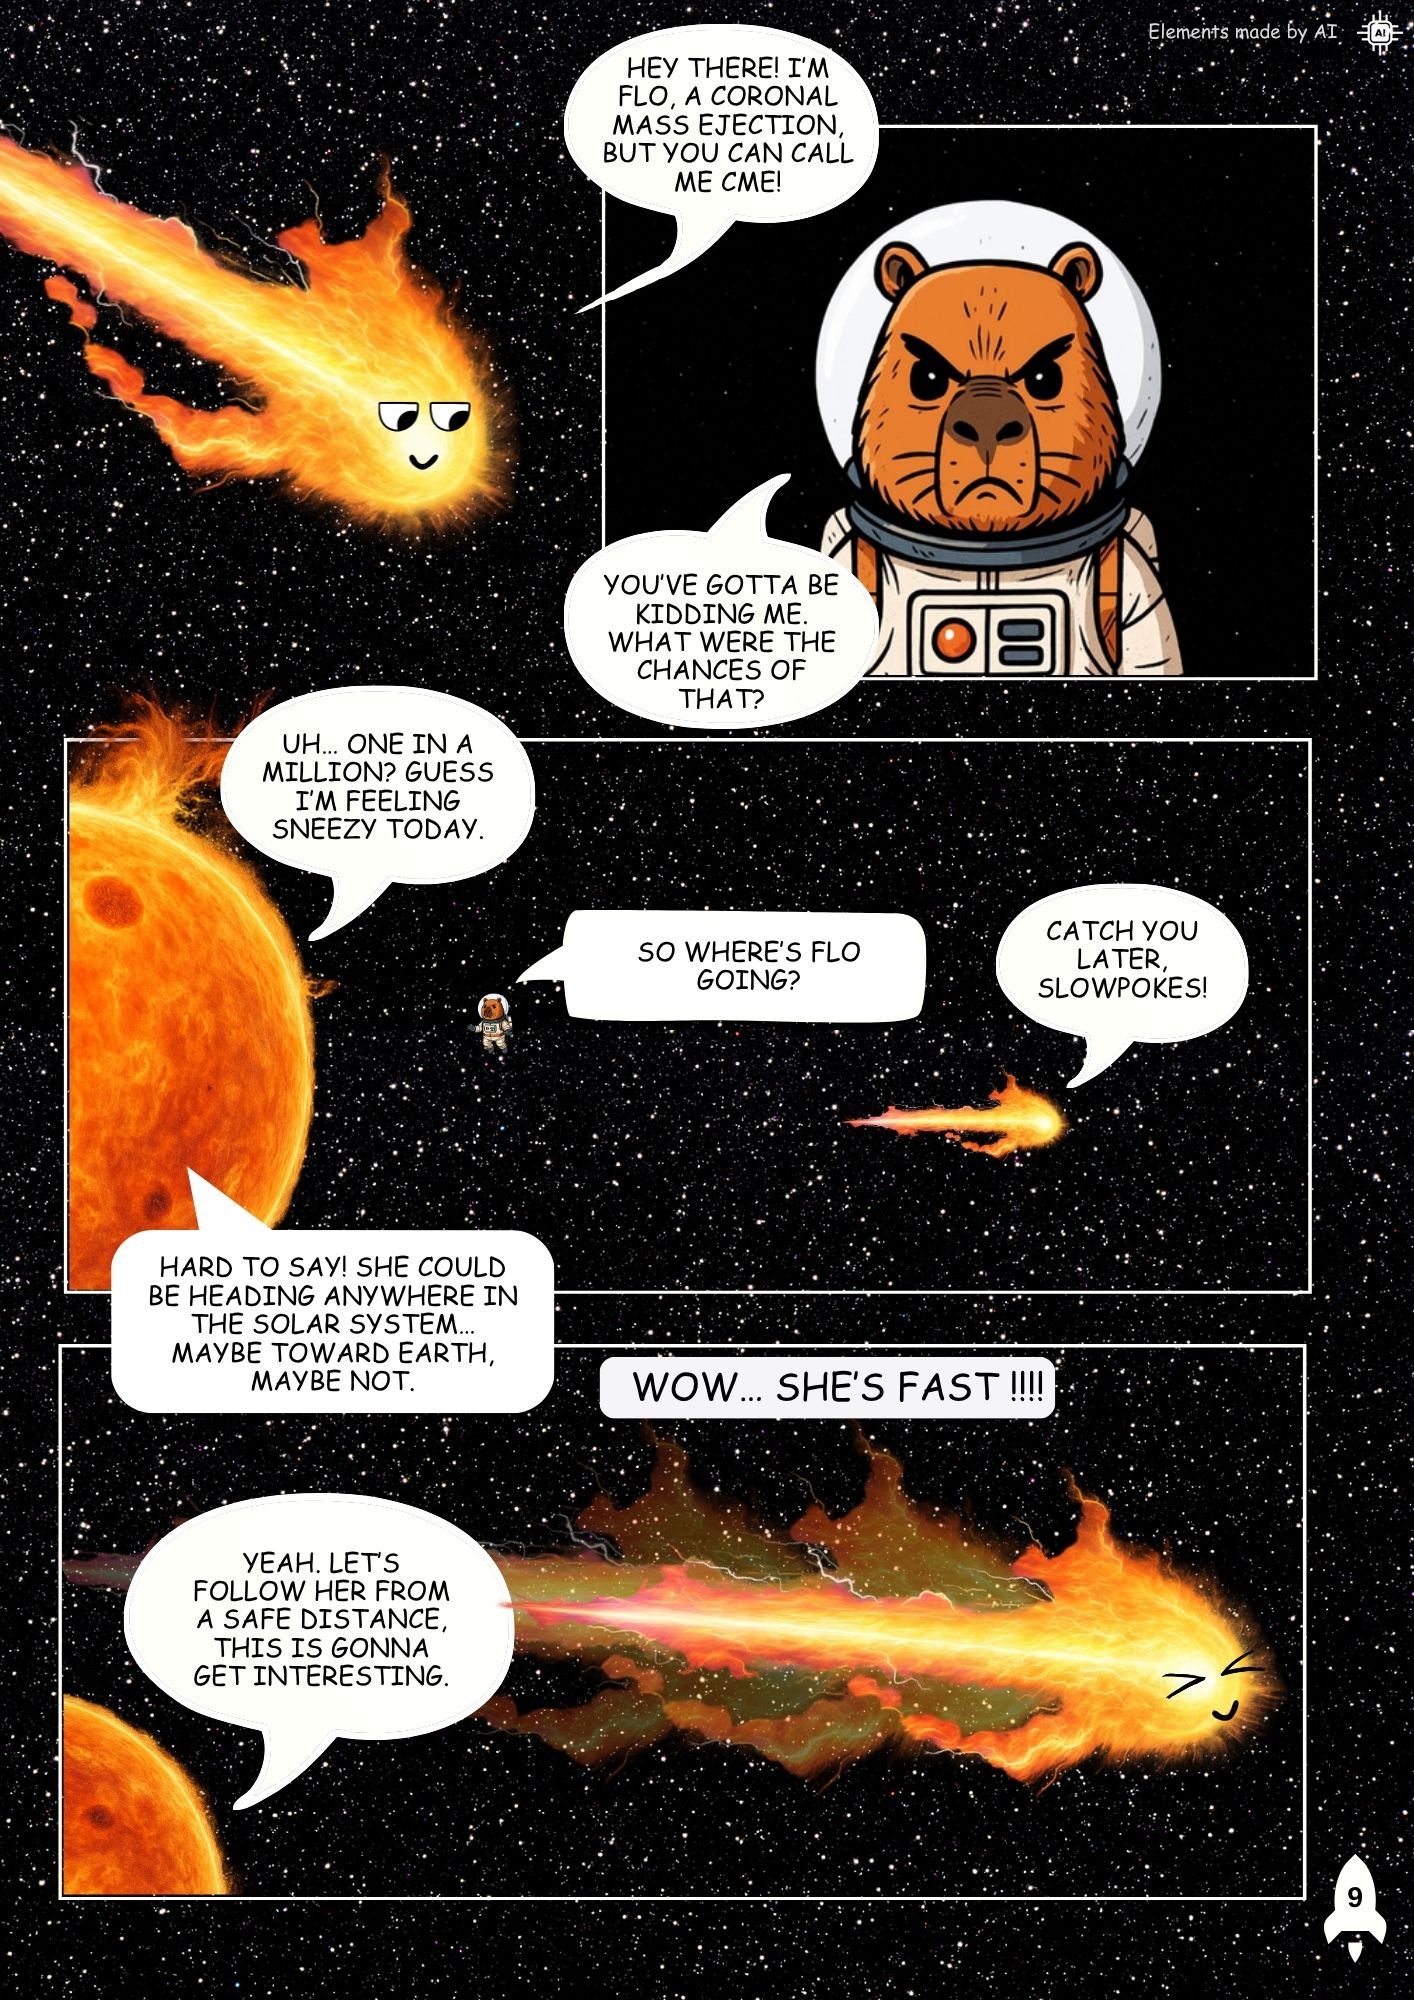 Elements made by AI
AI
HEY THERE! I'M
FLO, A CORONAL
MASS EJECTION,
BUT YOU CAN CALL
ME CME!
YOU'VE GOTTA BE
KIDDING ME.
WHAT WERE THE
CHANCES OF
THAT?
UH... ONE IN A
MILLION? GUESS
I'M FEELING
SNEEZY TODAY.
SO WHERE'S FLO
GOING?
CATCH YOU
LATER,
SLOWPOKES!
HARD TO SAY! SHE COULD
BE HEADING ANYWHERE IN
THE SOLAR SYSTEM...
MAYBE TOWARD EARTH,
MAYBE NOT.
WOW... SHE'S FAST !!!!
YEAH. LET'S
FOLLOW HER FROM
A SAFE DISTANCE,
THIS IS GONNA
GET INTERESTING.
9